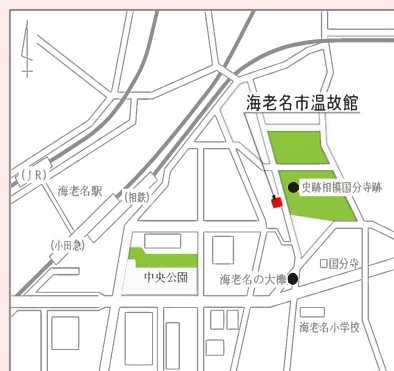 海老名市温故館
(JR)
海老名駅
(相鉄)
史跡相模国分寺跡
(小田急)
中央公園
海老名の大欅
国分寺
海老名小学校